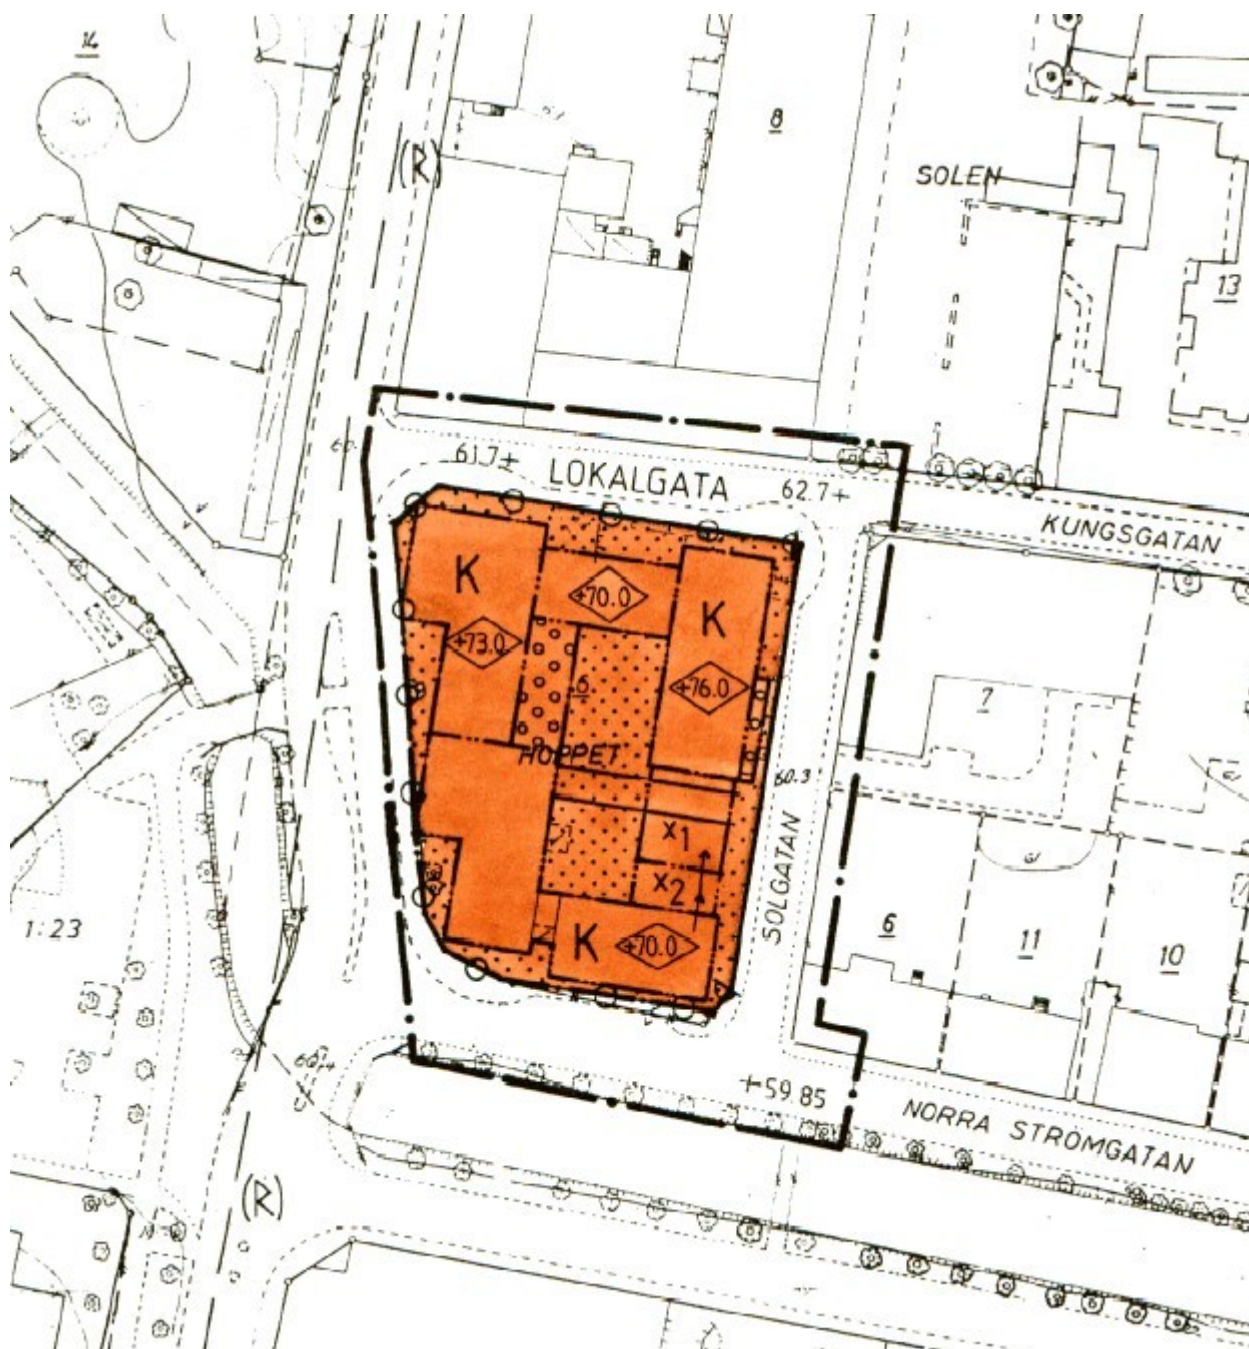 14
(R)
8
SOLEN
13
61.7+
LOKALGATA
62.7+
KUNGSGATAN
K
+70.0
K
+73.0
6
+76.0
7
HOPPET
60.3
x1
SOLGATAN
x2
1:23
K
+70.0
6
11
10
+59.85
NORRA STRÖMGATAN
(R)